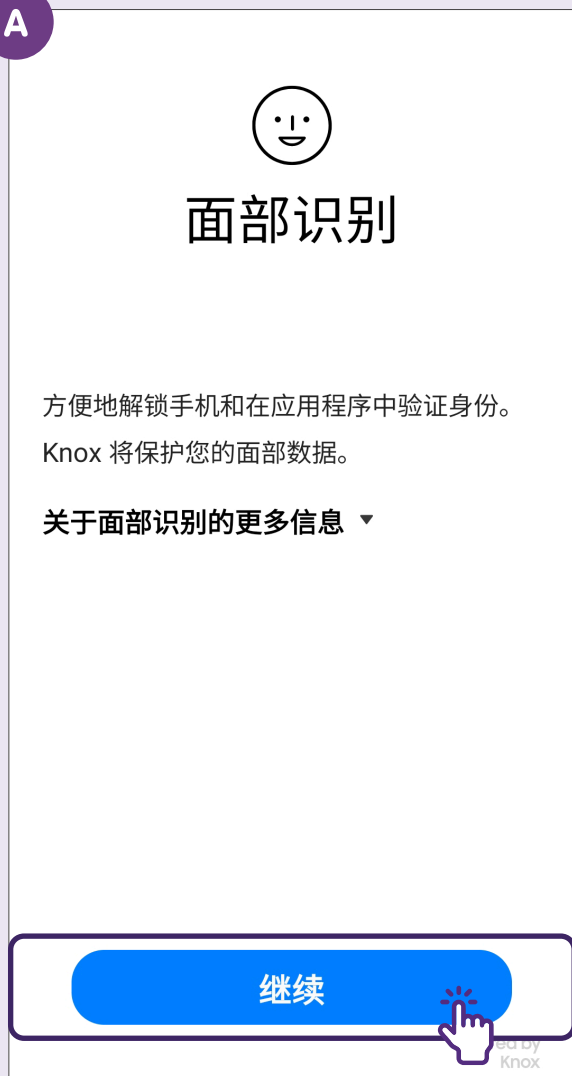 A
面部识别
方便地解锁手机和在应用程序中验证身份。
Knox 将保护您的面部数据。
关于面部识别的更多信息
继续
by
Knox